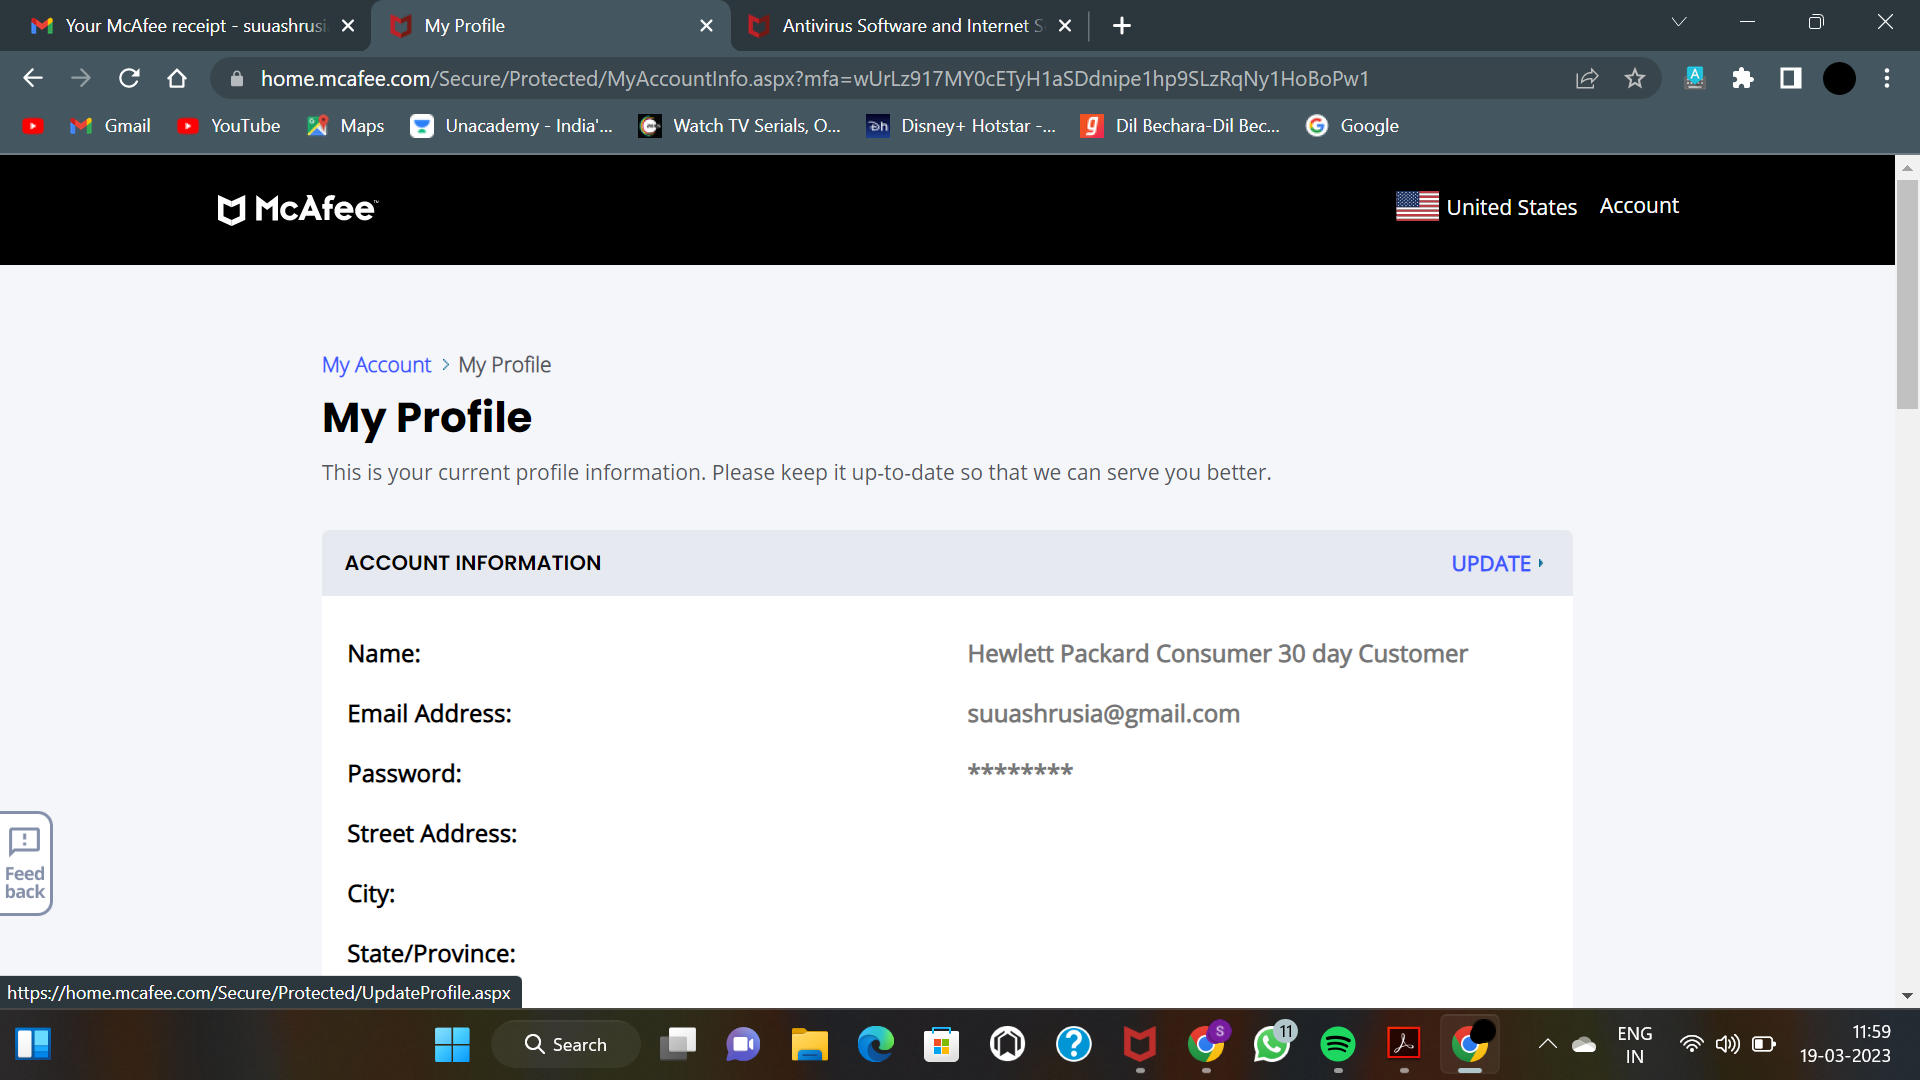 Your McAfee receipt - suuashrusi
My Profile
Antivirus Software and Internet S
home.mcafee.com/Secure/Protected/MyAccountInfo.aspx?mfa=wUrLz917MY0cETyH1aSDdnipe1hp9SLzRqNy1HoBoPw1
Gmail
YouTube
Maps
Unacademy - India'...
Watch TV Serials, O...
Disney+ Hotstar -...
Dil Bechara-Dil Bec...
Google
McAfee™
United States
Account
My Account > My Profile
My Profile
This is your current profile information. Please keep it up-to-date so that we can serve you better.
ACCOUNT INFORMATION
UPDATE
Name:
Hewlett Packard Consumer 30 day Customer
Email Address:
suuashrusia@gmail.com
Password:
********
Street Address:
City:
State/Province:
Feed
back
https://home.mcafee.com/Secure/Protected/UpdateProfile.aspx
Search
S
11
ENG
IN
11:59
19-03-2023